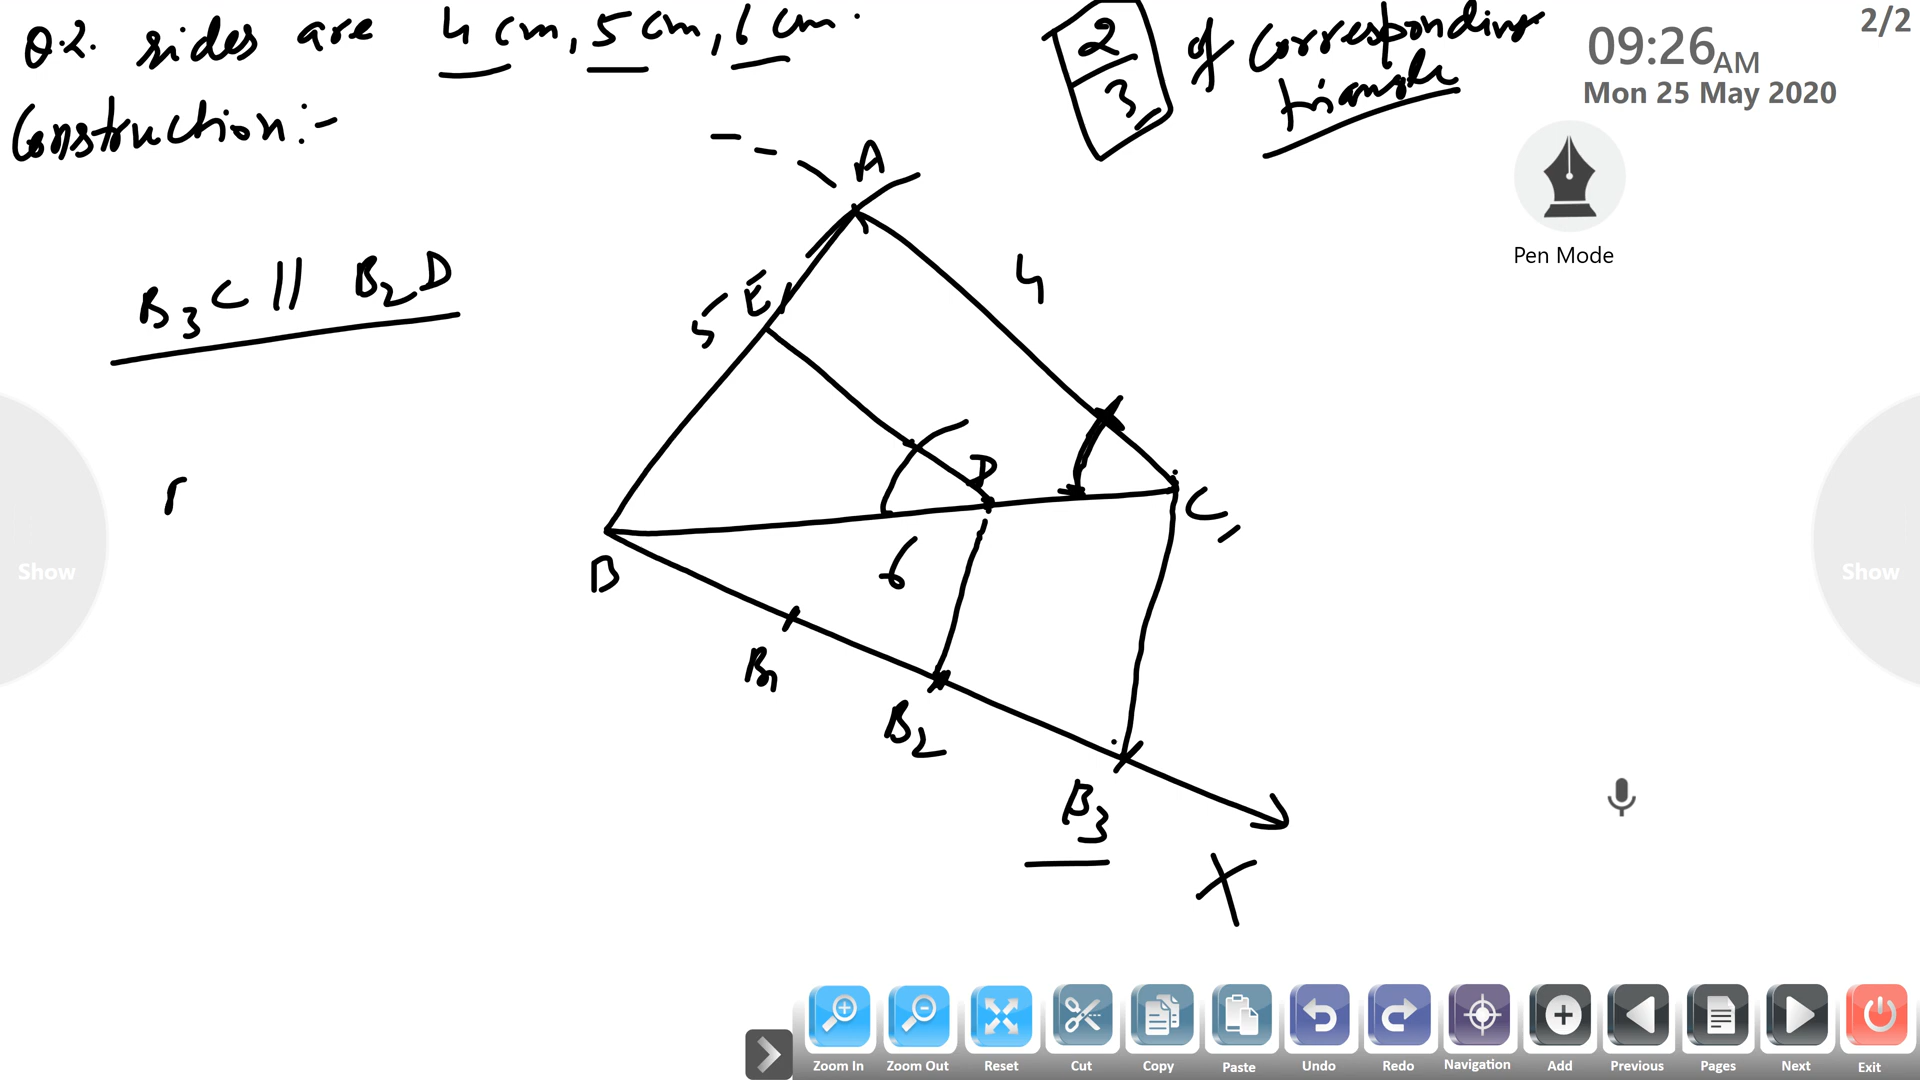 Q.2. sides are 4 cm, 5 cm, 6 cm.
2/3 of corresponding
triangle
2/2
09:26 AM
Mon 25 May 2020
Construction:-
Pen Mode
A
B3C || B2D
5
E
4
D
C
6
B
B1
B2
B3
X
Show
Show
Zoom In
Zoom Out
Reset
Cut
Copy
Paste
Undo
Redo
Navigation
Add
Previous
Pages
Next
Exit